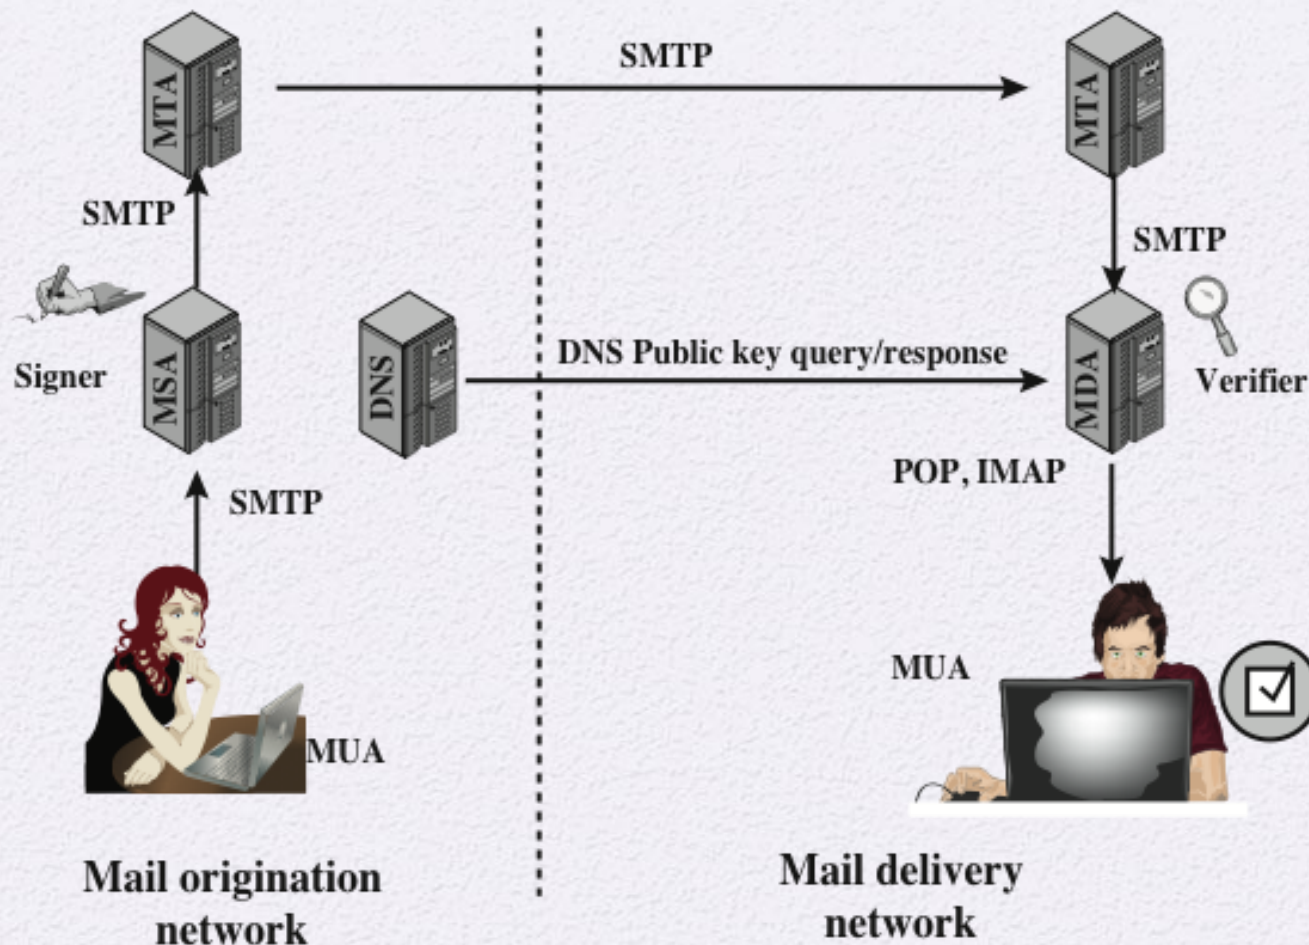 MTA
SMTP
MTA
SMTP
SMTP
Signer
MSA
DNS
DNS Public key query/response
MDA
Verifier
POP, IMAP
SMTP
MUA
MUA
Mail origination
network
Mail delivery
network